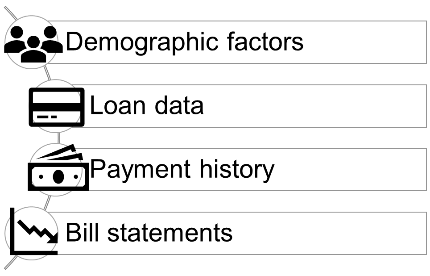 Demographic factors
Loan data
Payment history
Bill statements